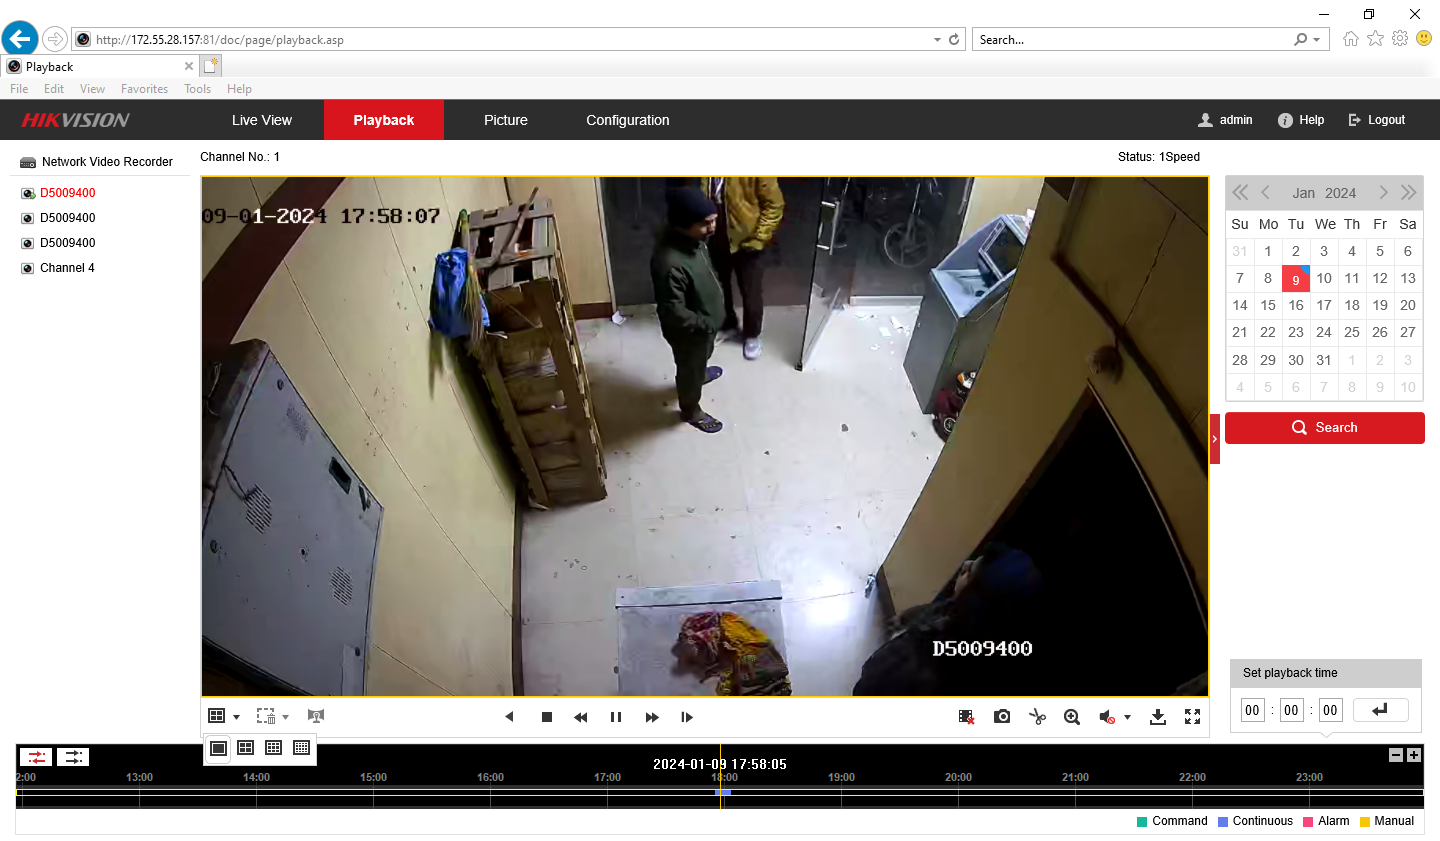 http://172.55.28.157:81/doc/page/playback.asp
Search...
Playback
File Edit View Favorites Tools Help
HIKVISION
Live View Playback Picture Configuration
admin Help Logout
Network Video Recorder
Channel No.: 1
Status: 1Speed
D5009400
D5009400
D5009400
Channel 4
09-01-2024 17:58:07
D5009400
Jan 2024
Su Mo Tu We Th Fr Sa
31 1 2 3 4 5 6
7 8 9 10 11 12 13
14 15 16 17 18 19 20
21 22 23 24 25 26 27
28 29 30 31 1 2 3
4 5 6 7 8 9 10
Search
Set playback time
00 : 00 : 00
2024-01-09 17:58:05
2:00 13:00 14:00 15:00 16:00 17:00 18:00 19:00 20:00 21:00 22:00 23:00
Command Continuous Alarm Manual